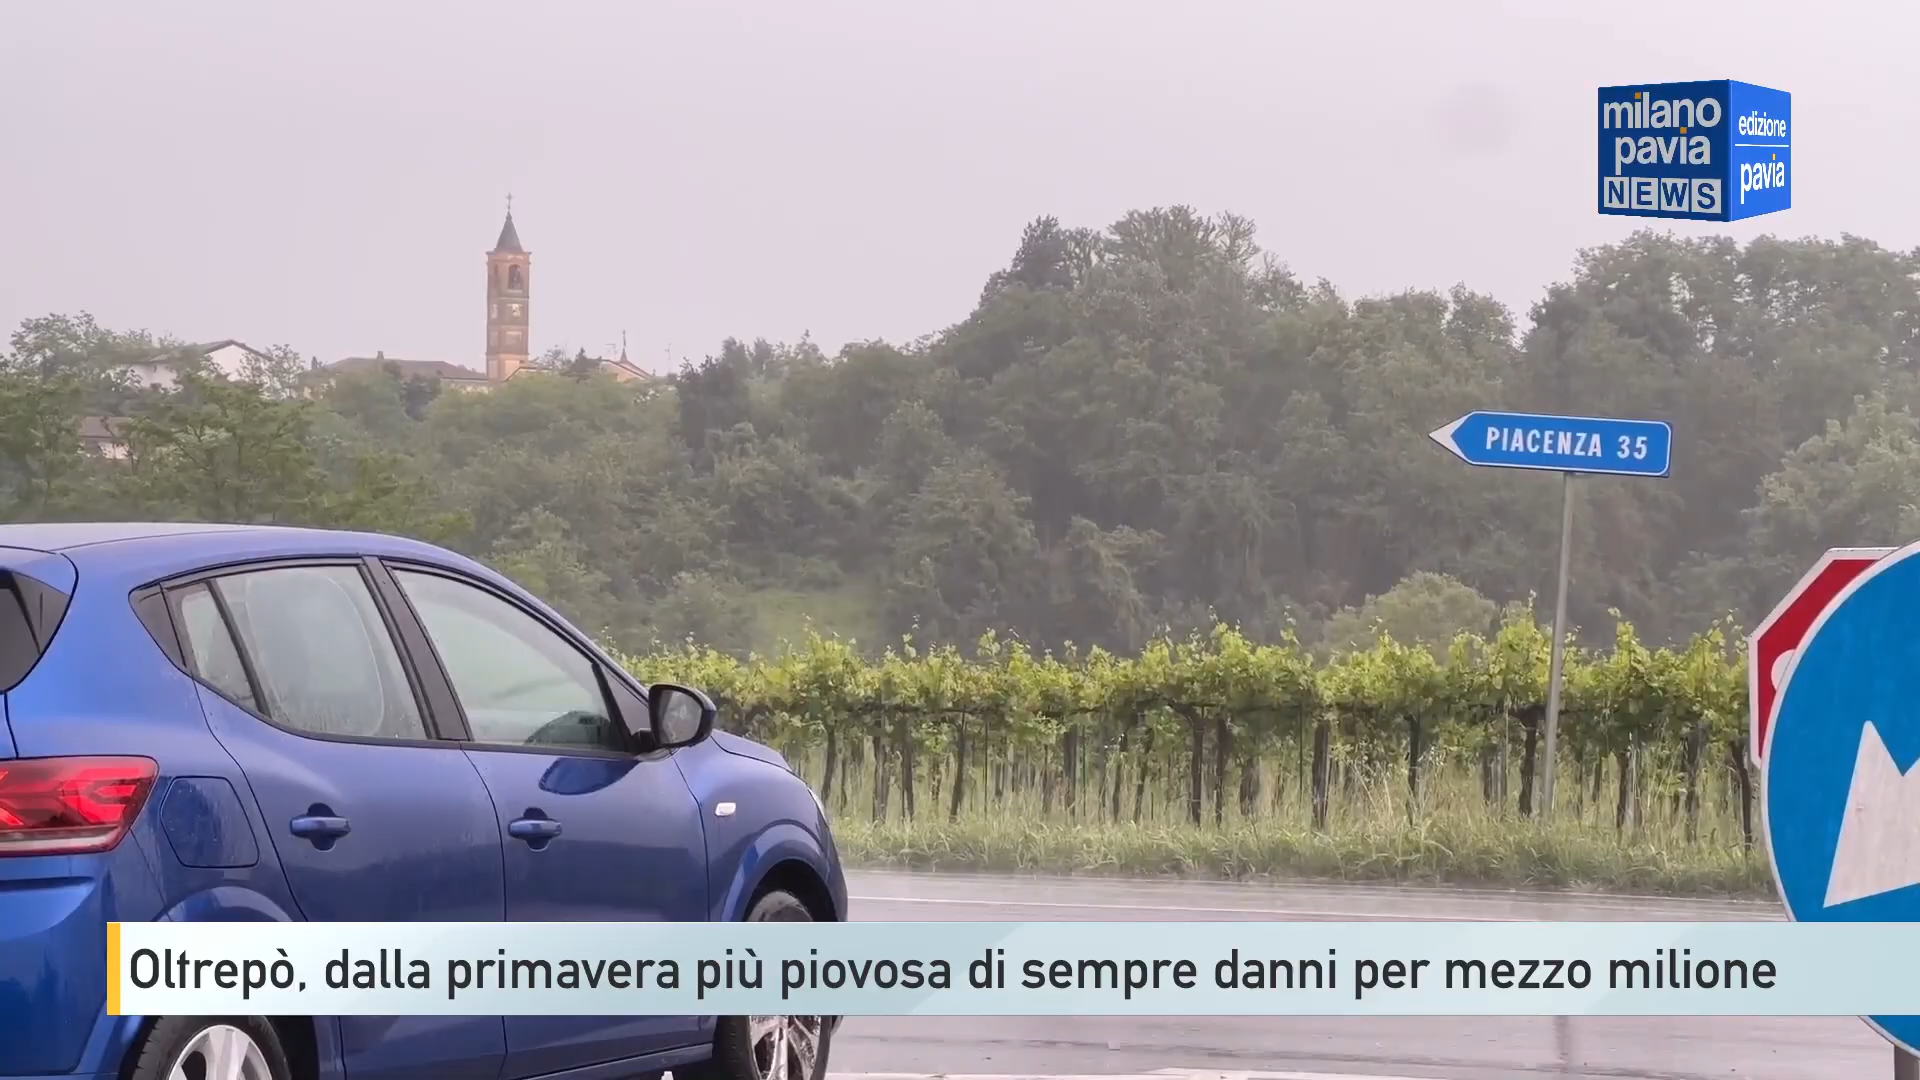 milano
pavia
NEWS
edizione
pavia
PIACENZA 35
Oltrepò, dalla primavera più piovosa di sempre danni per mezzo milione